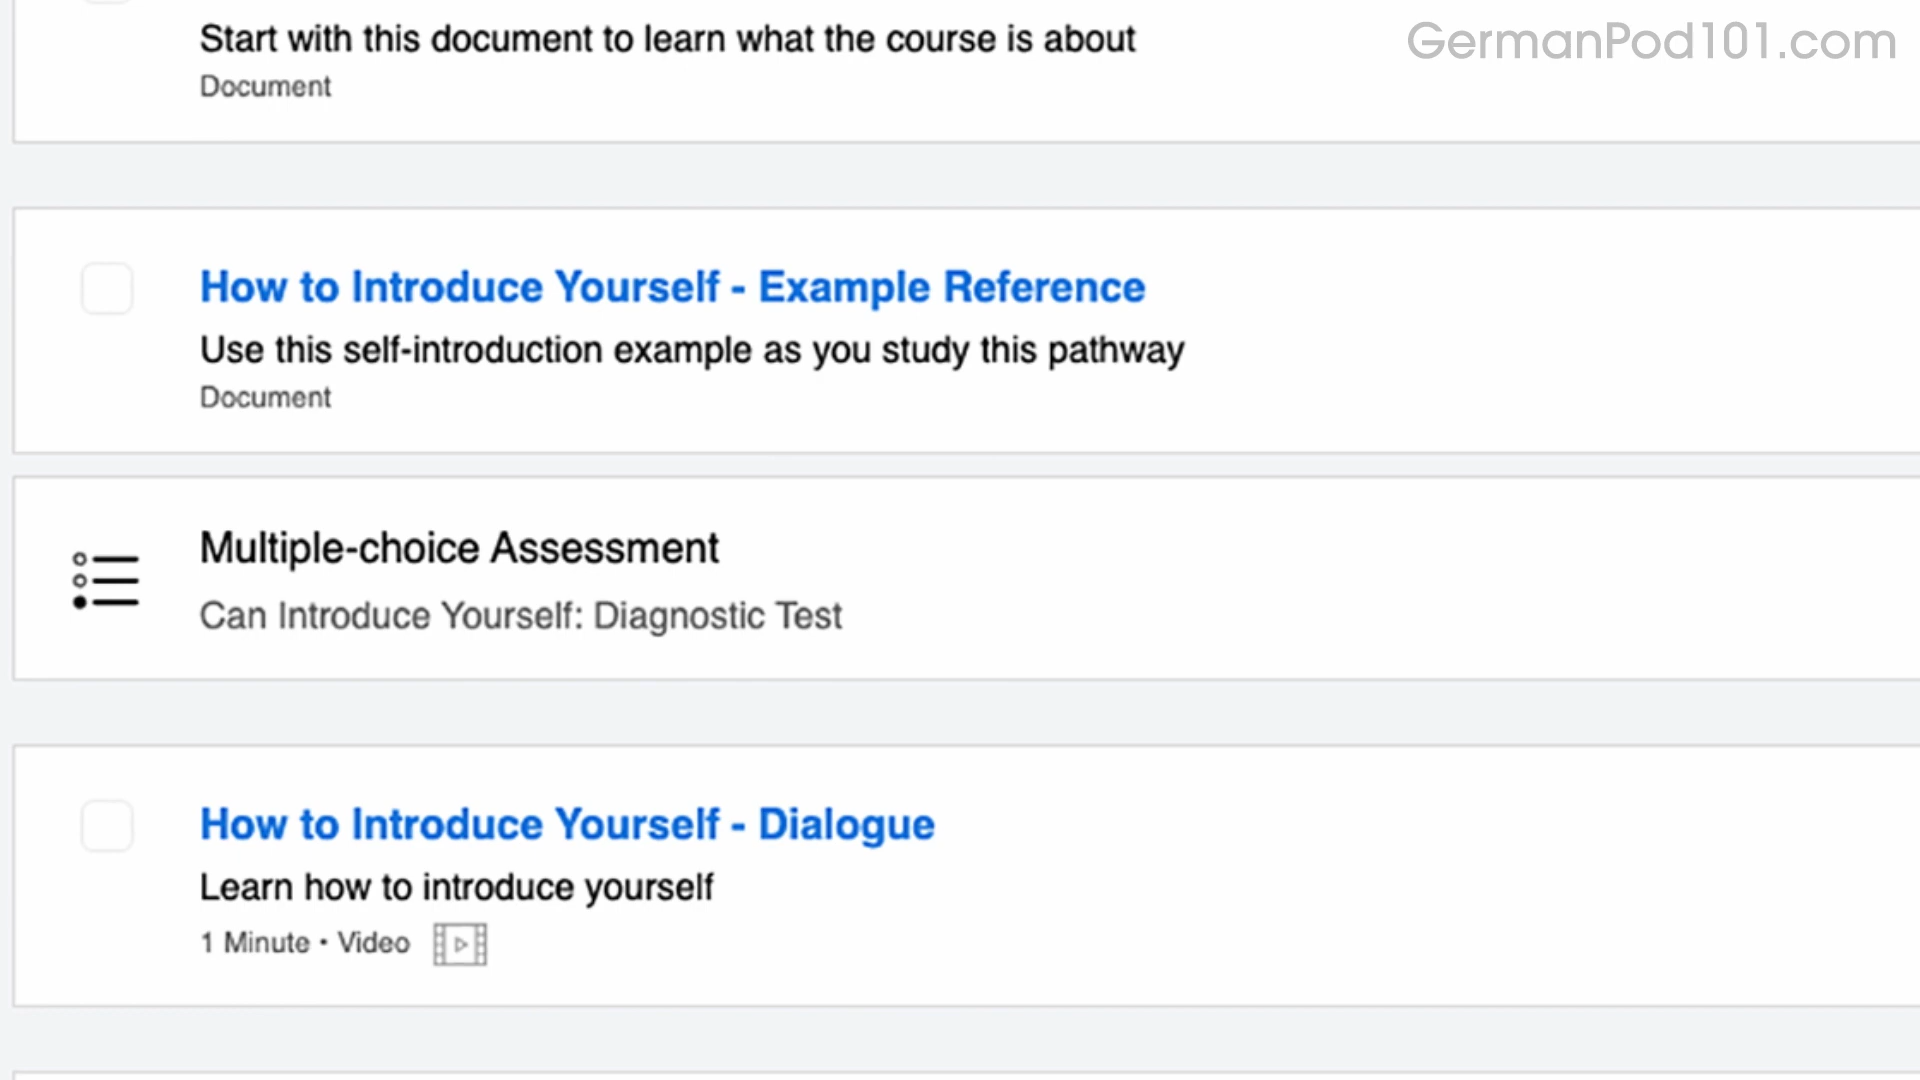 GermanPod101.com
Start with this document to learn what the course is about
Document
How to Introduce Yourself - Example Reference
Use this self-introduction example as you study this pathway
Document
Multiple-choice Assessment
Can Introduce Yourself: Diagnostic Test
How to Introduce Yourself - Dialogue
Learn how to introduce yourself
1 Minute • Video